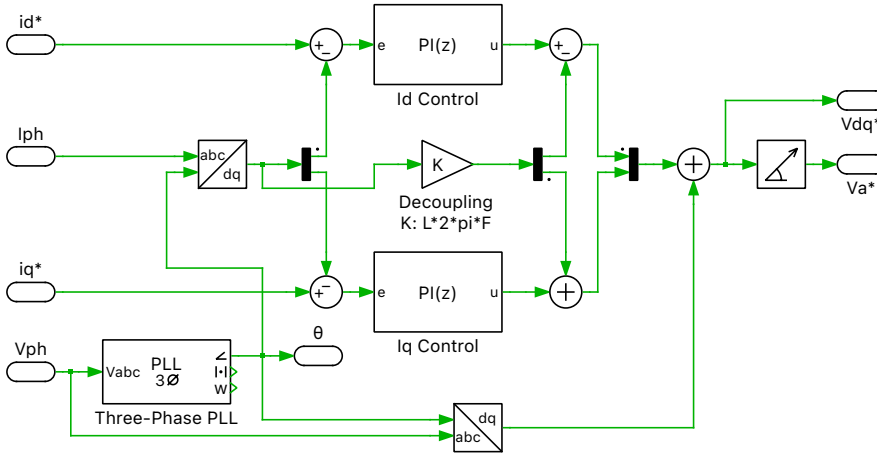 id*
e PI(z) u
Id Control
Iph
abc
dq
K
Decoupling
K: L*2*pi*F
Vdq*
Va*
iq*
e PI(z) u
Iq Control
θ
Vph
Vabc PLL ∠
3Ø |•|
w
Three-Phase PLL
dq
abc